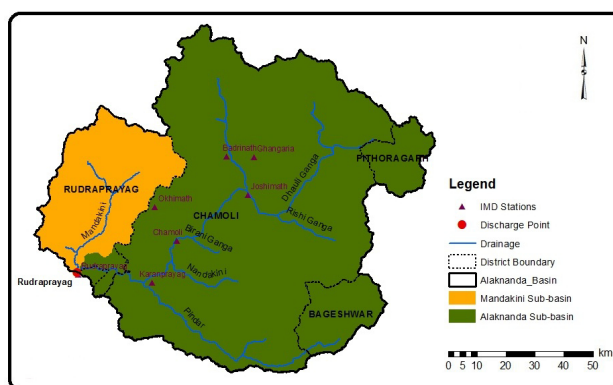 N
Badrinath
Ghangaria
PITHORAGARH
RUDRAPRAYAG
Joshimath
Dhauli Ganga
Okhimath
CHAMOLI
Rishi Ganga
Mandakini
Chamoli
Birahi Ganga
Rudraprayag
Rudraprayag
Karanprayag
Nandakini
Pindar
BAGESHWAR
Legend
IMD Stations
Discharge Point
Drainage
District Boundary
Alaknanda_Basin
Mandakini Sub-basin
Alaknanda Sub-basin
km
0 5 10 20 30 40 50